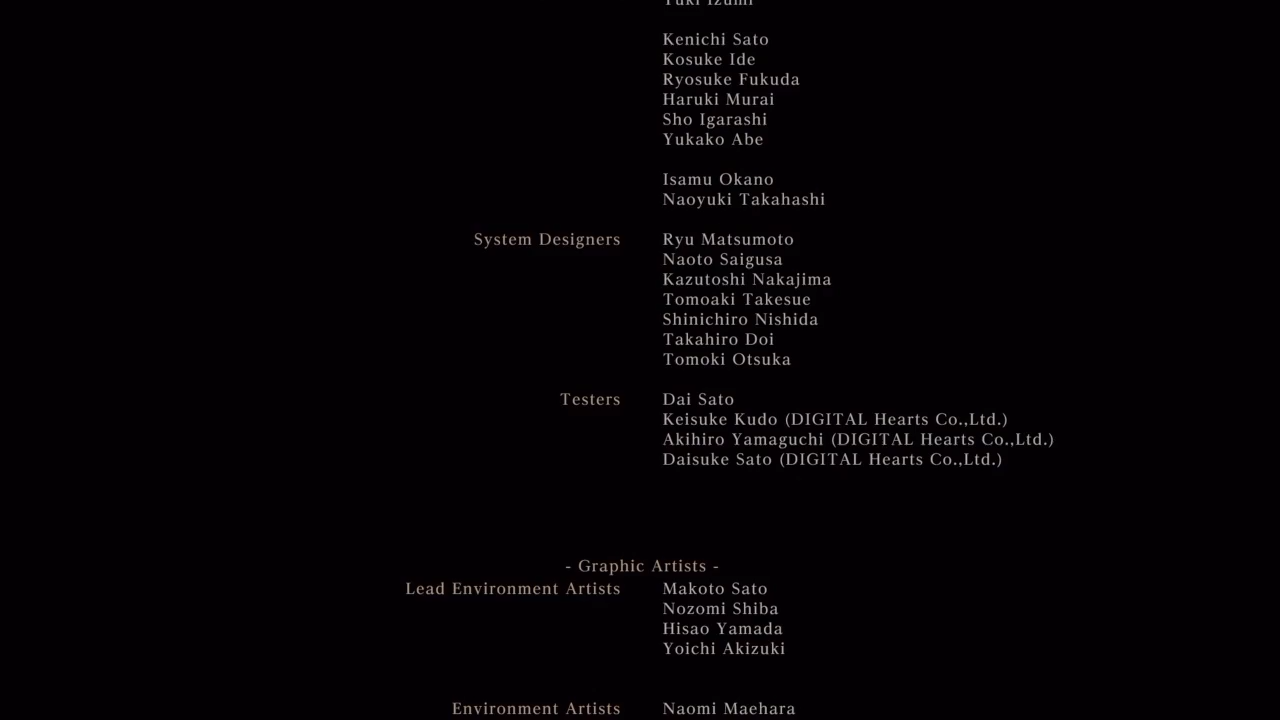 Yuki Izumi
Kenichi Sato
Kosuke Ide
Ryosuke Fukuda
Haruki Murai
Sho Igarashi
Yukako Abe
Isamu Okano
Naoyuki Takahashi
System Designers Ryu Matsumoto
Naoto Saigusa
Kazutoshi Nakajima
Tomoaki Takesue
Shinichiro Nishida
Takahiro Doi
Tomoki Otsuka
Testers Dai Sato
Keisuke Kudo (DIGITAL Hearts Co.,Ltd.)
Akihiro Yamaguchi (DIGITAL Hearts Co.,Ltd.)
Daisuke Sato (DIGITAL Hearts Co.,Ltd.)
- Graphic Artists -
Lead Environment Artists Makoto Sato
Nozomi Shiba
Hisao Yamada
Yoichi Akizuki
Environment Artists Naomi Maehara